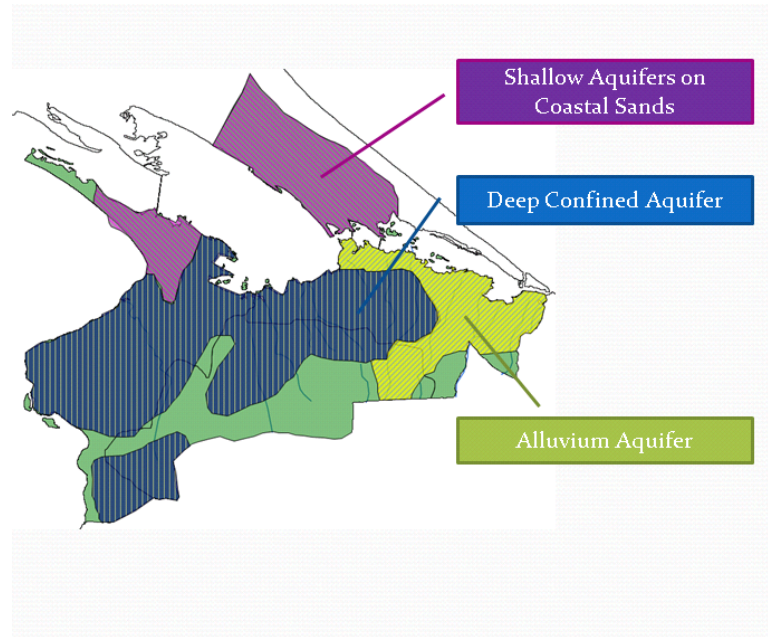 Shallow Aquifers on
Coastal Sands
Deep Confined Aquifer
Alluvium Aquifer